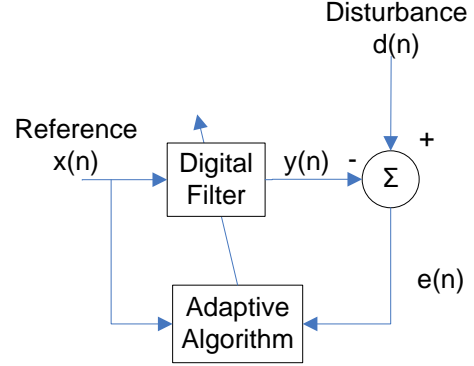 Disturbance
d(n)
Reference
x(n)
Digital
Filter
y(n)
-
+
Σ
e(n)
Adaptive
Algorithm